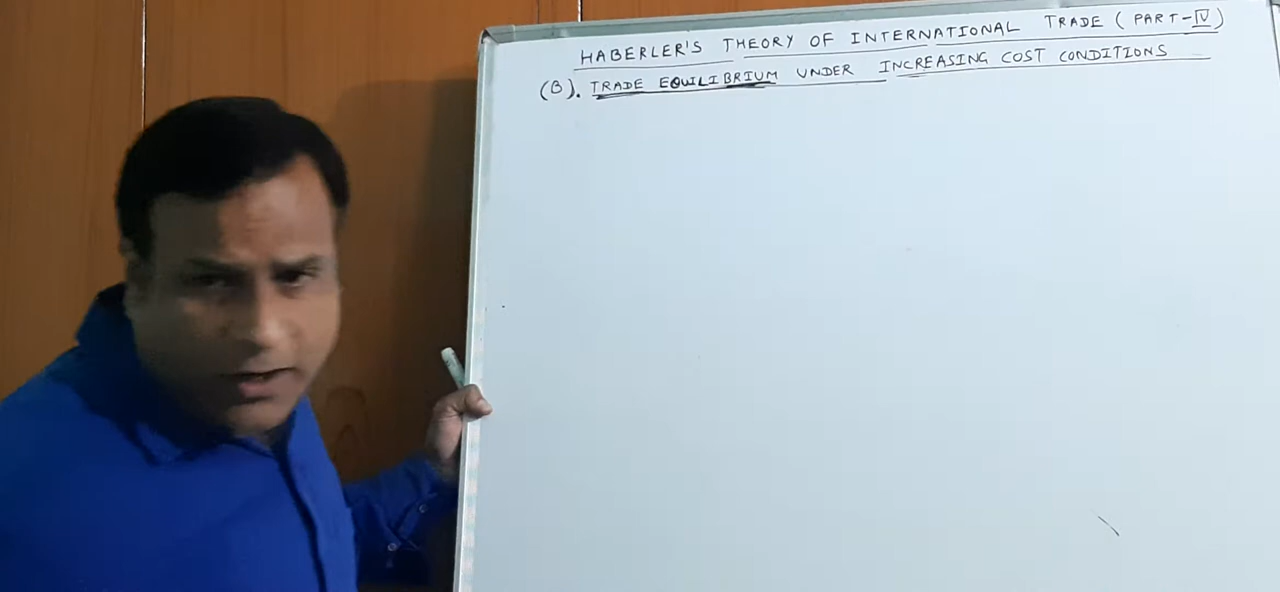 HABERLER'S THEORY OF INTERNATIONAL TRADE (PART-IV)
(B). TRADE EQUILIBRIUM UNDER INCREASING COST CONDITIONS